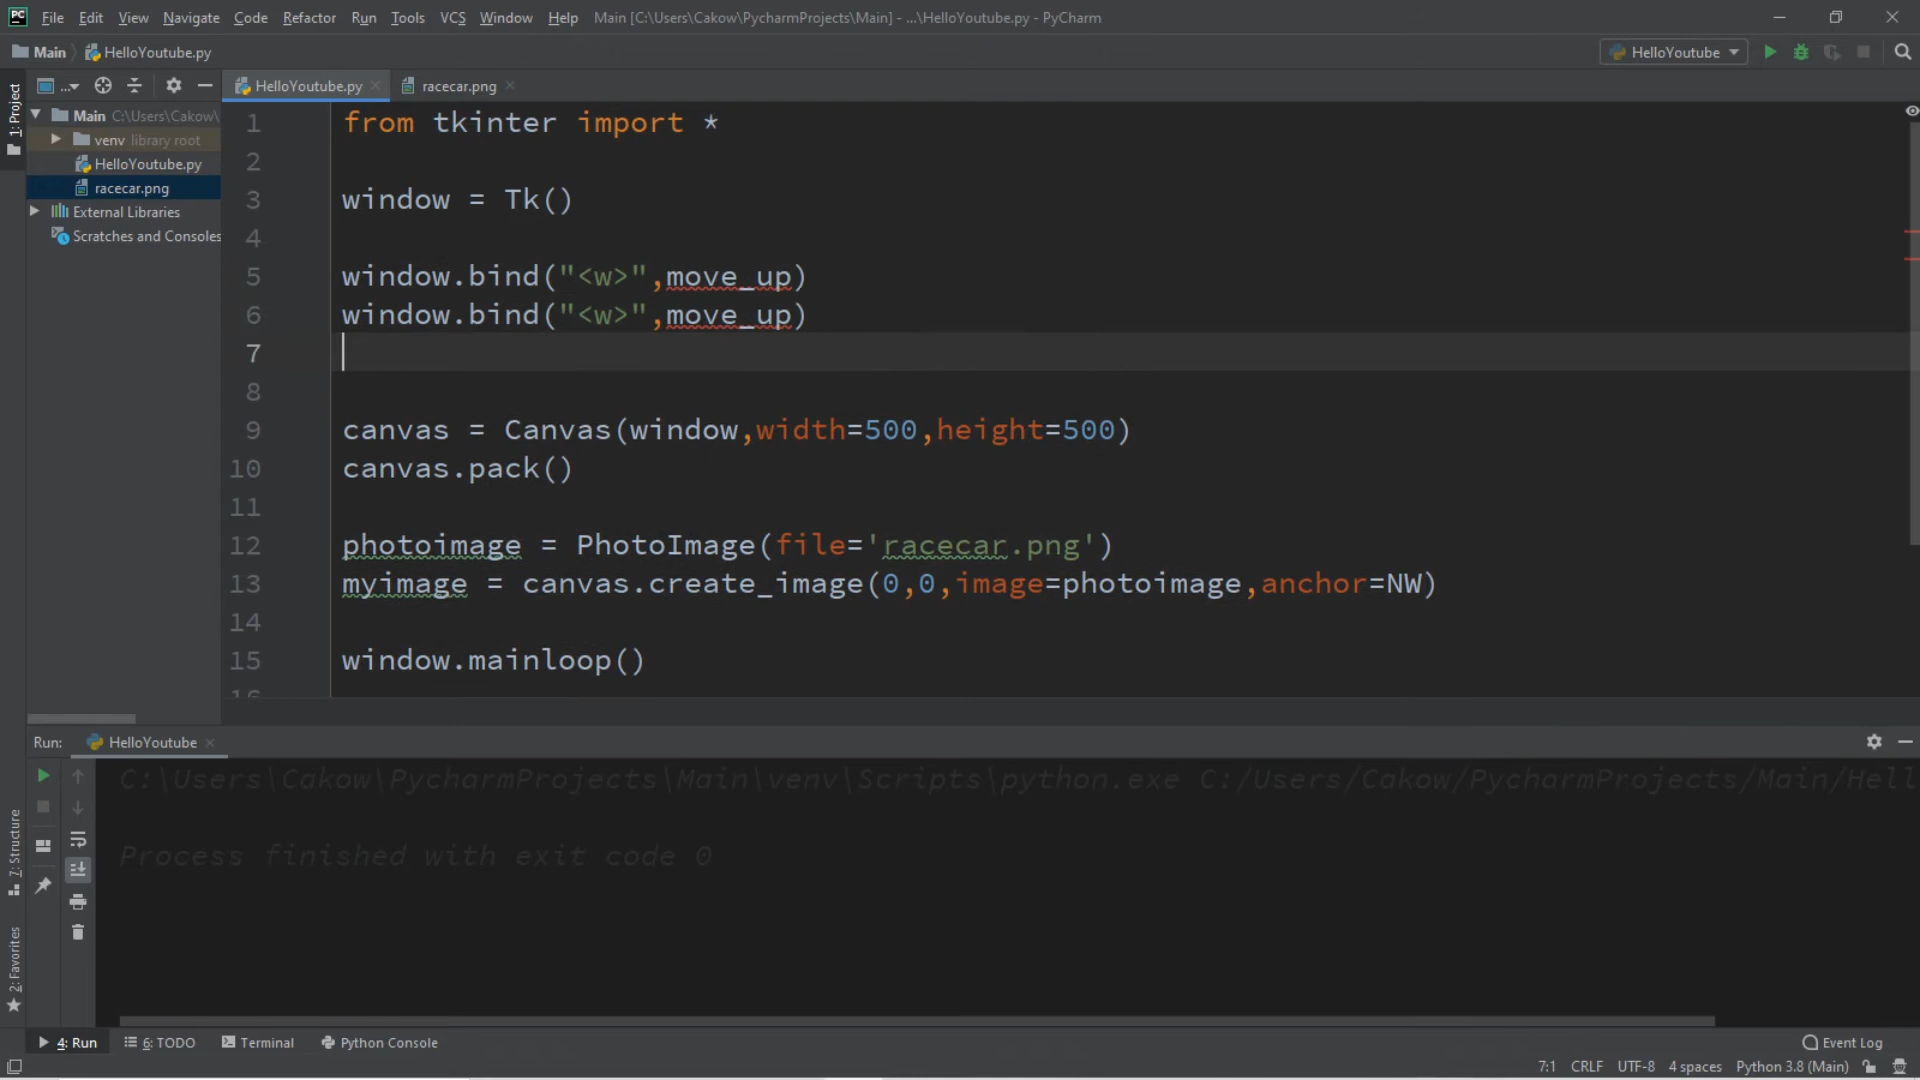 PC File Edit View Navigate Code Refactor Run Tools VCS Window Help Main [C:\Users\Cakow\PycharmProjects\Main] - ...\HelloYoutube.py - PyCharm
Main HelloYoutube.py HelloYoutube
... HelloYoutube.py racecar.png
1: Project
Main C:\Users\Cakow\
venv library root
HelloYoutube.py
racecar.png
External Libraries
Scratches and Consoles
1 from tkinter import *
2
3 window = Tk()
4
5 window.bind("<w>",move_up)
6 window.bind("<w>",move_up)
7
8
9 canvas = Canvas(window,width=500,height=500)
10 canvas.pack()
11
12 photoimage = PhotoImage(file='racecar.png')
13 myimage = canvas.create_image(0,0,image=photoimage,anchor=NW)
14
15 window.mainloop()
16
Run: HelloYoutube
C:\Users\Cakow\PycharmProjects\Main\venv\Scripts\python.exe C:/Users/Cakow/PycharmProjects/Main/Hell
Process finished with exit code 0
7: Structure
2: Favorites
4: Run 6: TODO Terminal Python Console Event Log
7:1 CRLF UTF-8 4 spaces Python 3.8 (Main)